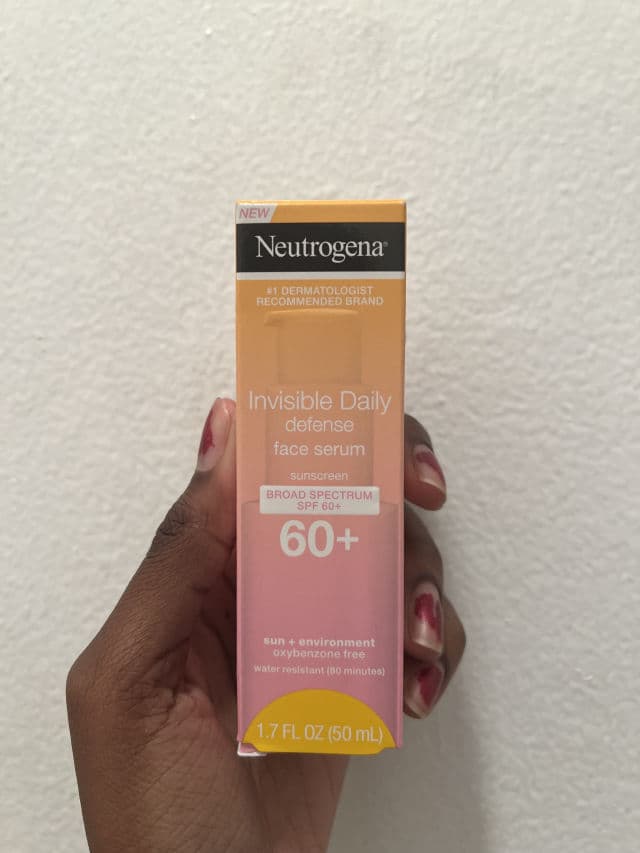 NEW
Neutrogena®
#1 DERMATOLOGIST
RECOMMENDED BRAND
Invisible Daily
defense
face serum
sunscreen
BROAD SPECTRUM
SPF 60+
60+
sun + environment
oxybenzone free
water resistant (80 minutes)
1.7 FL OZ (50 mL)